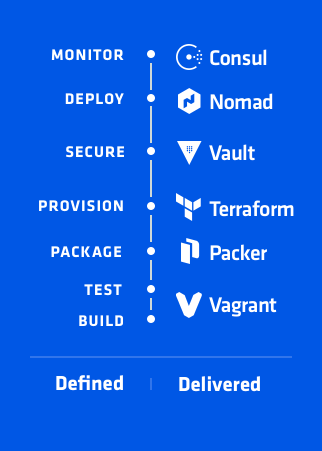 MONITOR Consul
DEPLOY Nomad
SECURE Vault
PROVISION Terraform
PACKAGE Packer
TEST
Vagrant
BUILD
Defined | Delivered